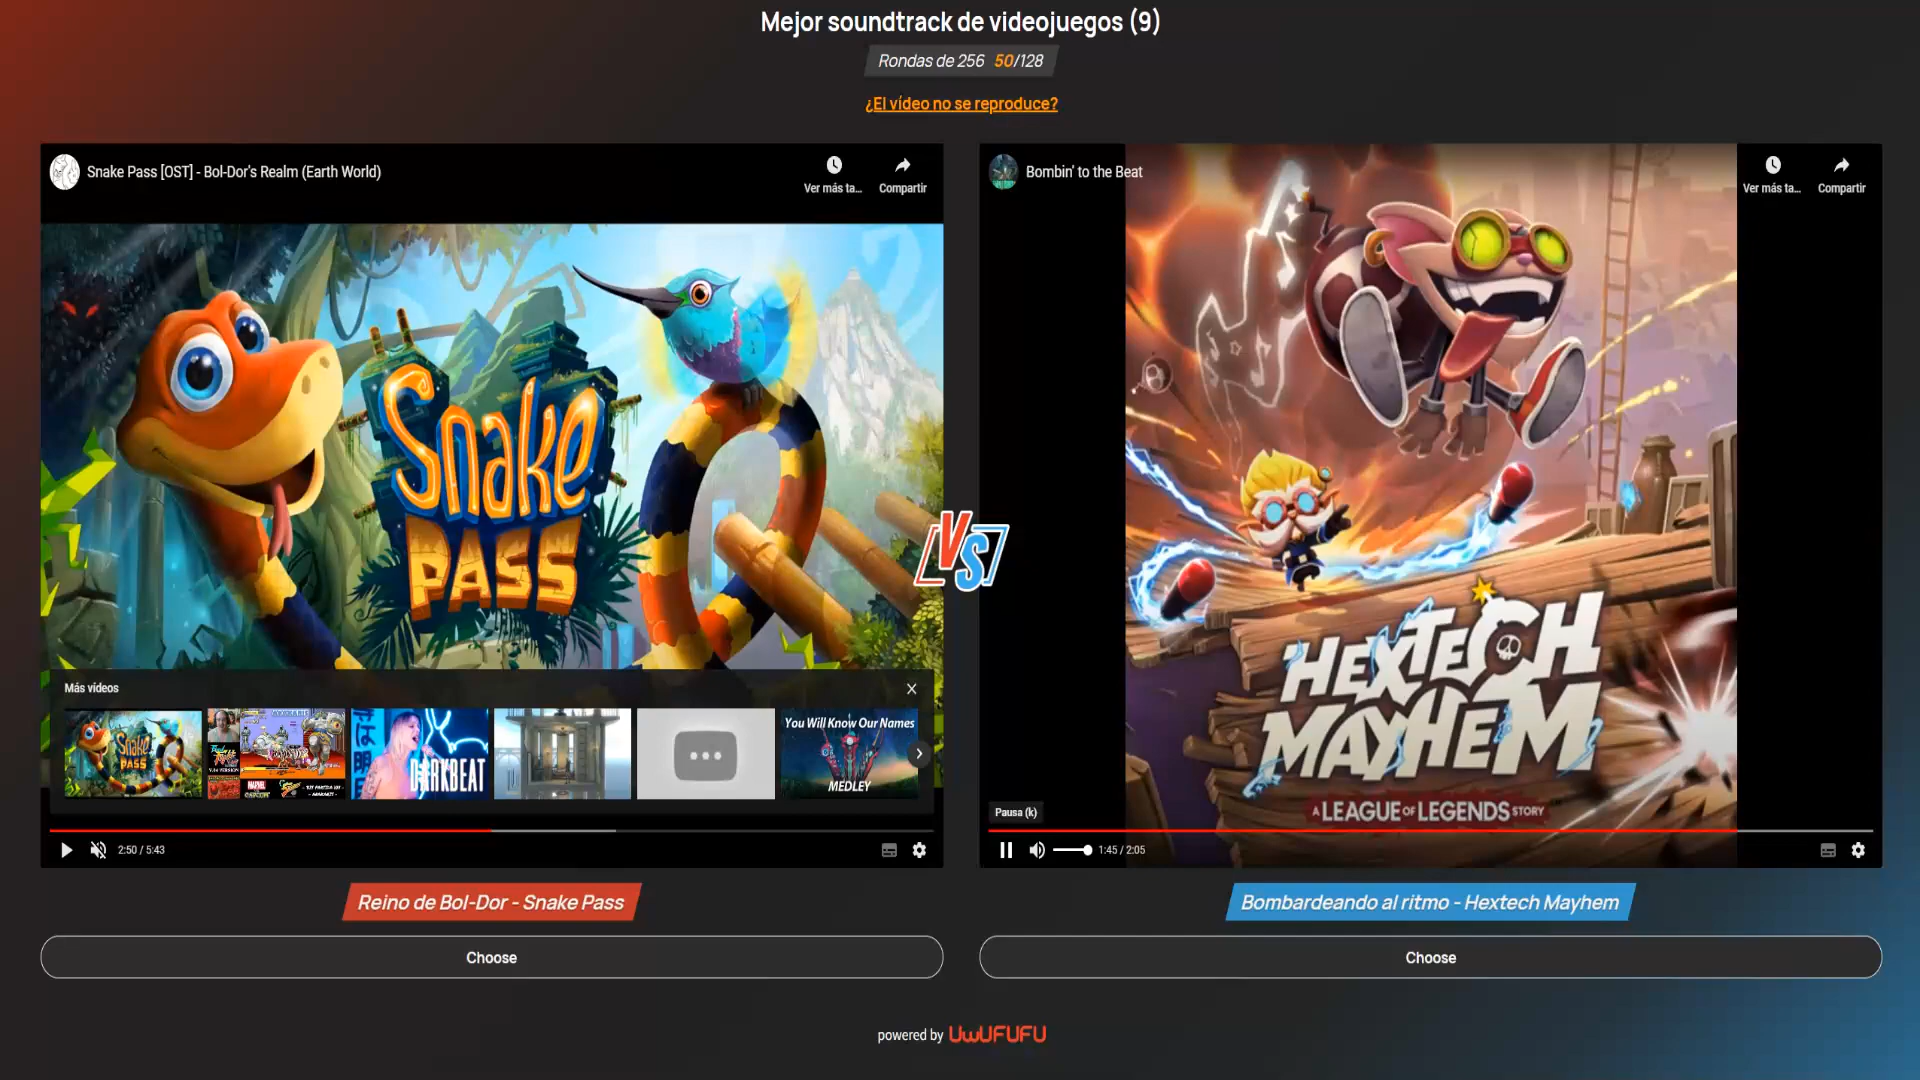 Mejor soundtrack de videojuegos (9)
Rondas de 256 50/128
¿El vídeo no se reproduce?
Snake Pass [OST] - Bol-Dor's Realm (Earth World)
Ver más ta...
Compartir
Snake
PASS
Más vídeos
Snake
PASS
DARKBEAT
You Will Know Our Names
MEDLEY
2:50 / 5:43
VS
Bombin' to the Beat
Ver más ta...
Compartir
HEXTECH
MAYHEM
A LEAGUE OF LEGENDS STORY
Pausa (k)
1:45 / 2:05
Reino de Bol-Dor - Snake Pass
Bombardeando al ritmo - Hextech Mayhem
Choose
Choose
powered by UwUFUFU